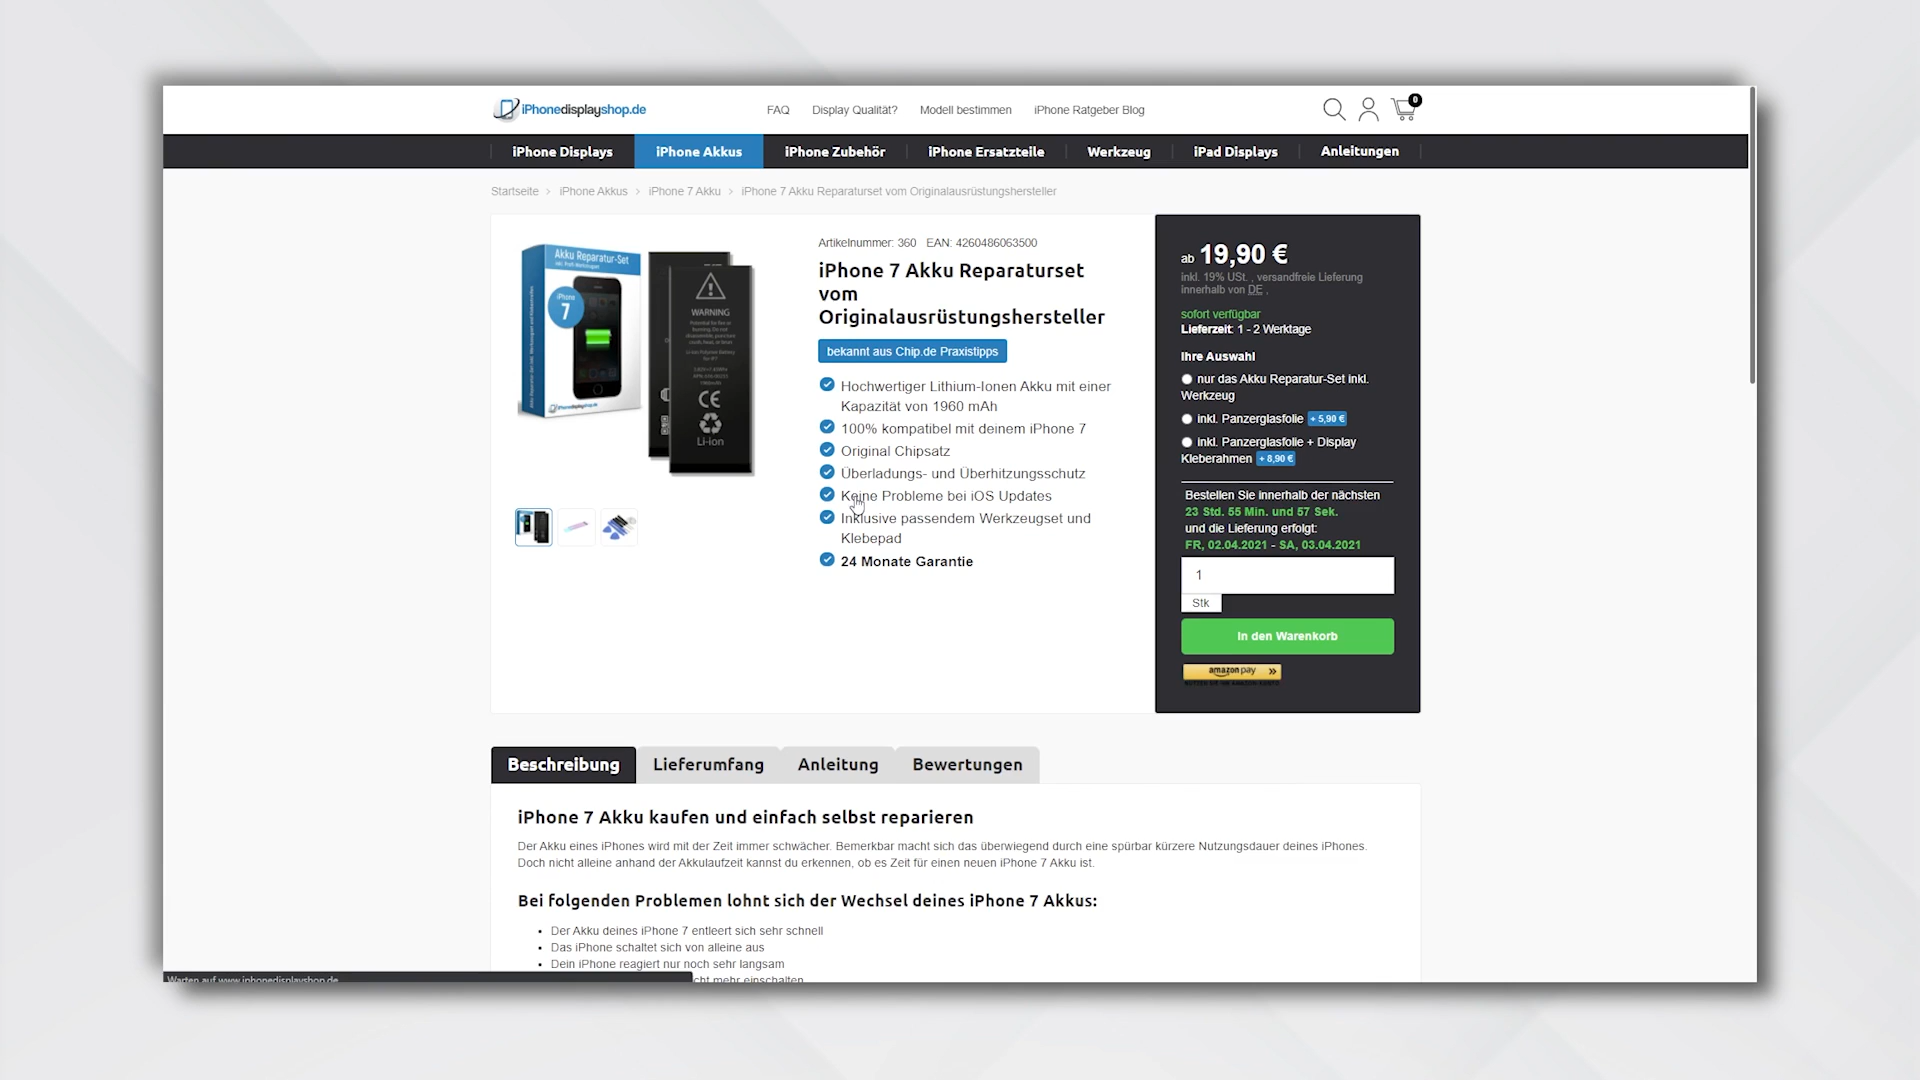 iPhonedisplayshop.de
FAQ Display Qualität? Modell bestimmen iPhone Ratgeber Blog
0
iPhone Displays iPhone Akkus iPhone Zubehör iPhone Ersatzteile Werkzeug iPad Displays Anleitungen
Startseite > iPhone Akkus > iPhone 7 Akku > iPhone 7 Akku Reparaturset vom Originalausrüstungshersteller
Akku Reparatur-Set
iPhone
7
iPhonedisplayshop.de
WARNING
Li-ion
Artikelnummer: 360 EAN: 4260486063500
iPhone 7 Akku Reparaturset
vom
Originalausrüstungshersteller
bekannt aus Chip.de Praxistipps
Hochwertiger Lithium-Ionen Akku mit einer
Kapazität von 1960 mAh
100% kompatibel mit deinem iPhone 7
Original Chipsatz
Überladungs- und Überhitzungsschutz
Keine Probleme bei iOS Updates
Inklusive passendem Werkzeugset und
Klebepad
24 Monate Garantie
ab 19,90 €
inkl. 19% USt. , versandfreie Lieferung
innerhalb von DE .
sofort verfügbar
Lieferzeit: 1 - 2 Werktage
Ihre Auswahl
nur das Akku Reparatur-Set inkl.
Werkzeug
inkl. Panzerglasfolie + 5,90 €
inkl. Panzerglasfolie + Display
Kleberahmen + 8,90 €
Bestellen Sie innerhalb der nächsten
23 Std. 55 Min. und 57 Sek.
und die Lieferung erfolgt:
FR, 02.04.2021 - SA, 03.04.2021
1
Stk
In den Warenkorb
amazon pay
Beschreibung Lieferumfang Anleitung Bewertungen
iPhone 7 Akku kaufen und einfach selbst reparieren
Der Akku eines iPhones wird mit der Zeit immer schwächer. Bemerkbar macht sich das überwiegend durch eine spürbar kürzere Nutzungsdauer deines iPhones.
Doch nicht alleine anhand der Akkulaufzeit kannst du erkennen, ob es Zeit für einen neuen iPhone 7 Akku ist.
Bei folgenden Problemen lohnt sich der Wechsel deines iPhone 7 Akkus:
• Der Akku deines iPhone 7 entleert sich sehr schnell
• Das iPhone schaltet sich von alleine aus
• Dein iPhone reagiert nur noch sehr langsam
cht mehr einschalten
Warten auf www.iphonedisplayshop.de